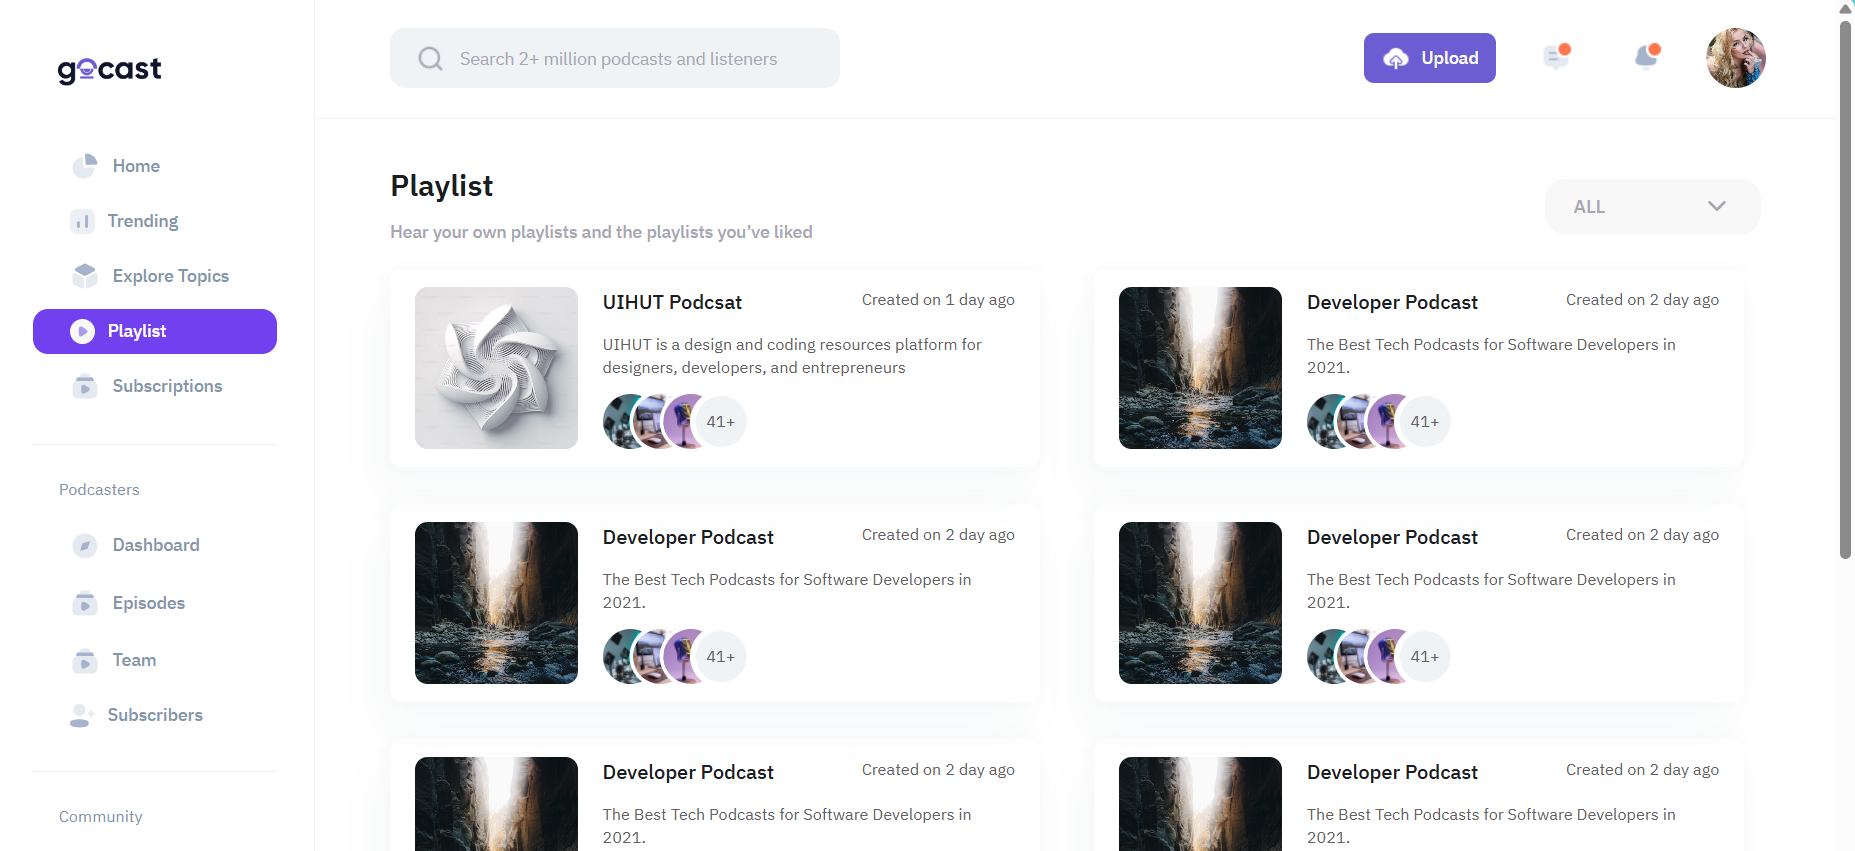 gocast
Search 2+ million podcasts and listeners
Upload
Home
Trending
Explore Topics
Playlist
Subscriptions
Podcasters
Dashboard
Episodes
Team
Subscribers
Community
Playlist
Hear your own playlists and the playlists you’ve liked
ALL
UIHUT Podcsat
Created on 1 day ago
UIHUT is a design and coding resources platform for
designers, developers, and entrepreneurs
41+
Developer Podcast
Created on 2 day ago
The Best Tech Podcasts for Software Developers in
2021.
41+
Developer Podcast
Created on 2 day ago
The Best Tech Podcasts for Software Developers in
2021.
41+
Developer Podcast
Created on 2 day ago
The Best Tech Podcasts for Software Developers in
2021.
41+
Developer Podcast
Created on 2 day ago
The Best Tech Podcasts for Software Developers in
2021.
Developer Podcast
Created on 2 day ago
The Best Tech Podcasts for Software Developers in
2021.